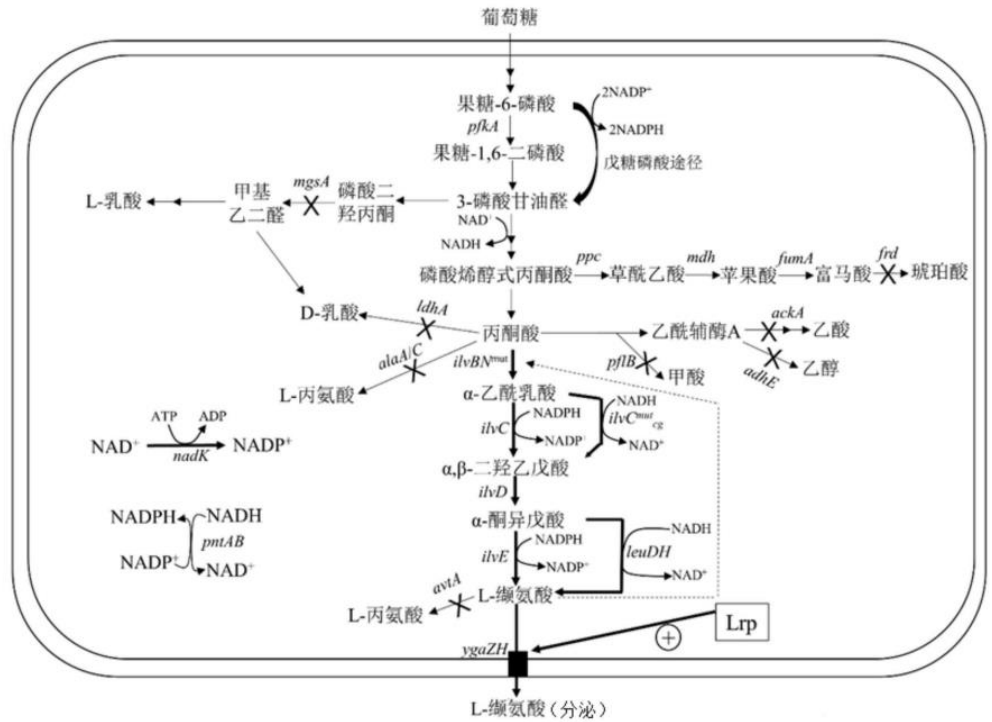 葡萄糖
果糖-6-磷酸
2NADP⁺
2NADPH
pfkA
果糖-1,6-二磷酸
戊糖磷酸途径
L-乳酸
甲基
乙二醛
mgsA
磷酸二
羟丙酮
3-磷酸甘油醛
NAD⁺
NADH
磷酸烯醇式丙酮酸
ppc
草酰乙酸
mdh
苹果酸
fumA
富马酸
frd
琥珀酸
D-乳酸
ldhA
丙酮酸
乙酰辅酶A
ackA
乙酸
adhE
乙醇
pflB
甲酸
alaA/C
L-丙氨酸
ilvBNᵐᵘᵗ
α-乙酰乳酸
ilvC
NADPH
NADP⁺
NADH
ilvCᵐᵘᵗcg
NAD⁺
ATP
ADP
NAD⁺
nadK
NADP⁺
α,β-二羟乙戊酸
ilvD
α-酮异戊酸
NADPH
NADH
pntAB
NADP⁺
NAD⁺
ilvE
NADPH
NADP⁺
NADH
leuDH
NAD⁺
avtA
L-缬氨酸
L-丙氨酸
Lrp
+
ygaZH
L-缬氨酸(分泌)